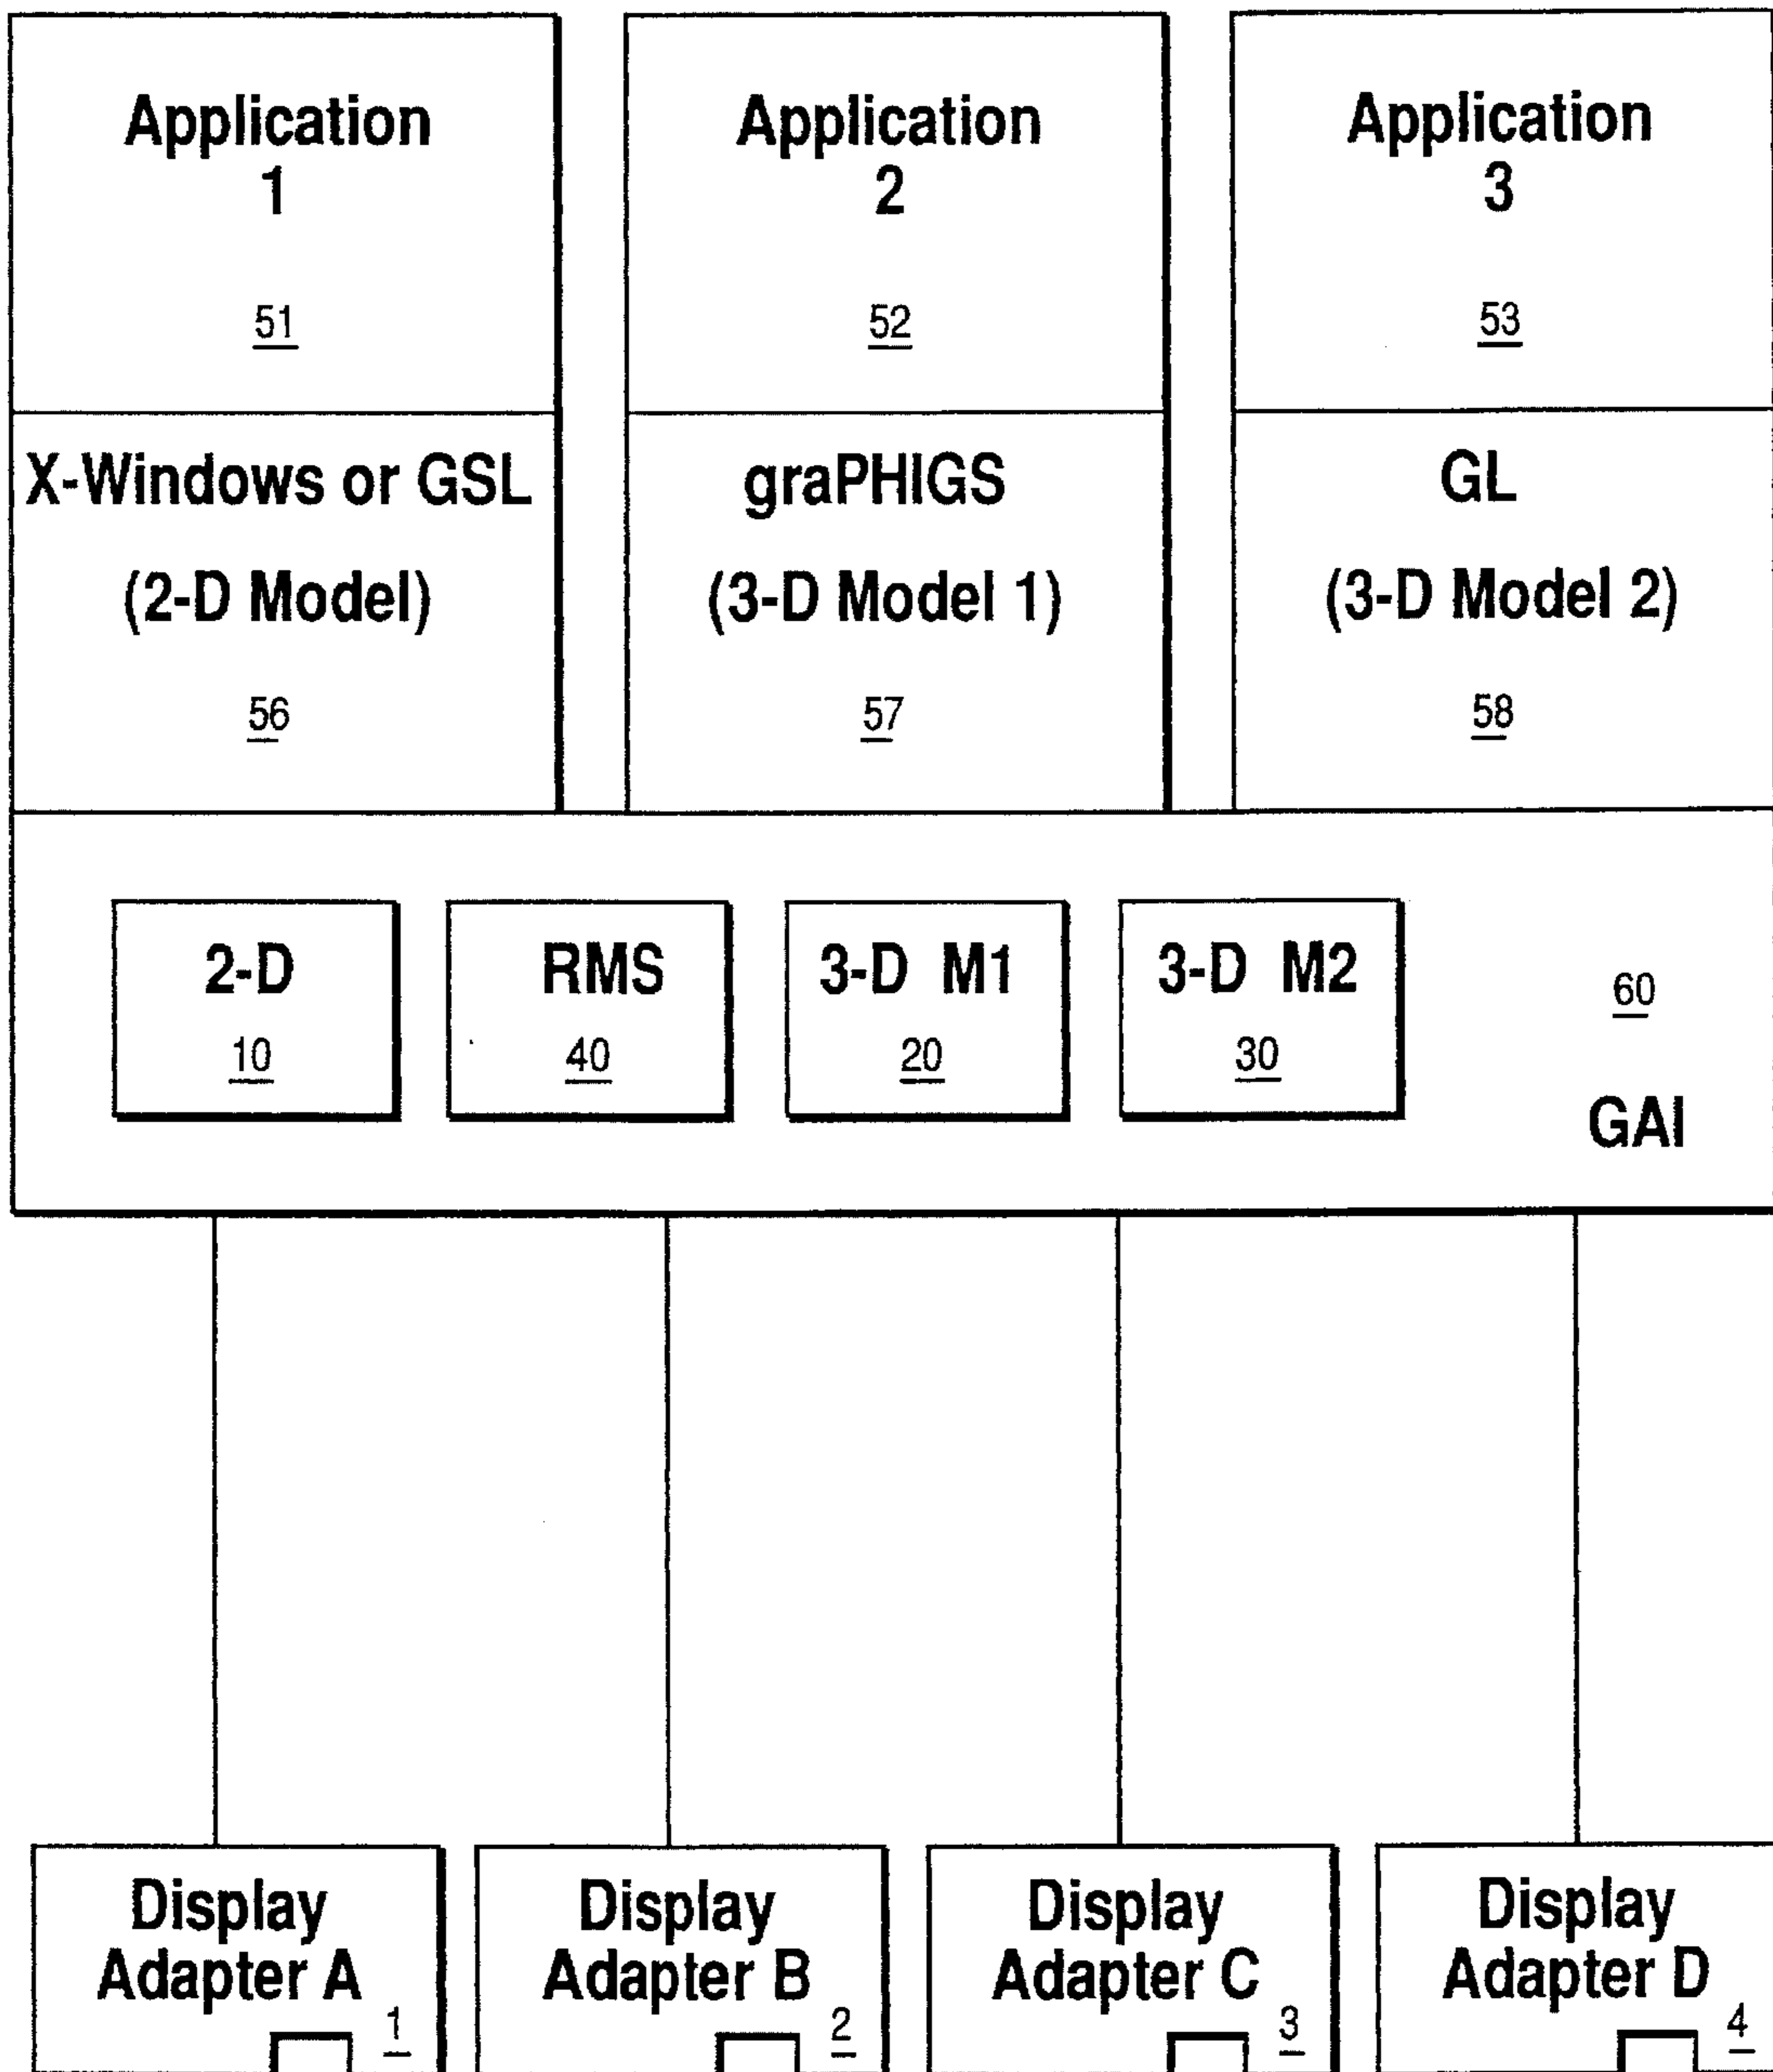 Application
1
51
Application
2
52
Application
3
53
X-Windows or GSL
(2-D Model)
56
graPHIGS
(3-D Model 1)
57
GL
(3-D Model 2)
58
2-D
10
RMS
40
3-D M1
20
3-D M2
30
60
GAI
Display
Adapter A
1
Display
Adapter B
2
Display
Adapter C
3
Display
Adapter D
4